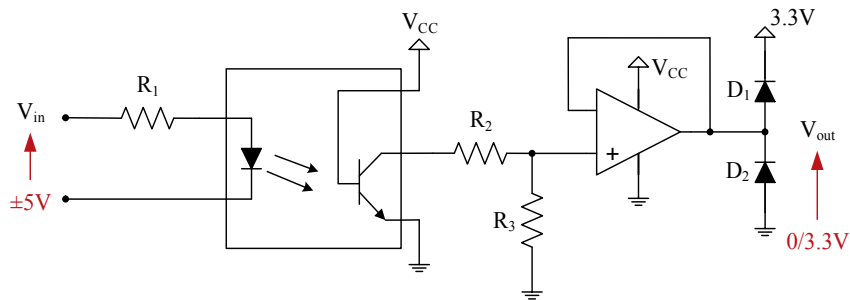 V_CC
3.3V
R_1
V_in
±5V
R_2
R_3
V_CC
+
D_1
D_2
V_out
0/3.3V